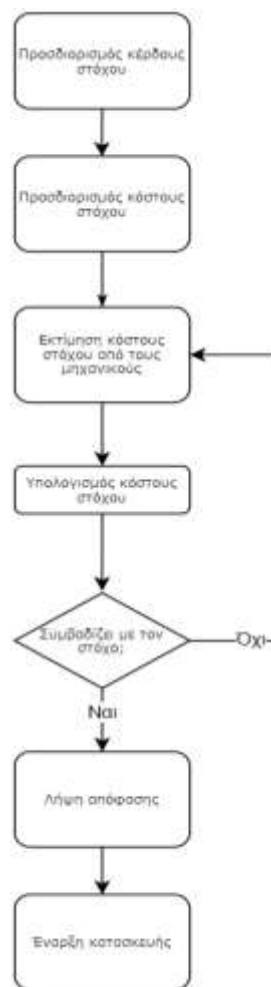 Προσδιορισμός κέρδους
στόχου
Προσδιορισμός κόστους
στόχου
Εκτίμηση κόστους
στόχου από τους
μηχανικούς
Υπολογισμός κόστους
στόχου
Συμβαδίζει με τον
στόχο;
Όχι
Ναι
Λήψη απόφασης
Έναρξη κατασκευής